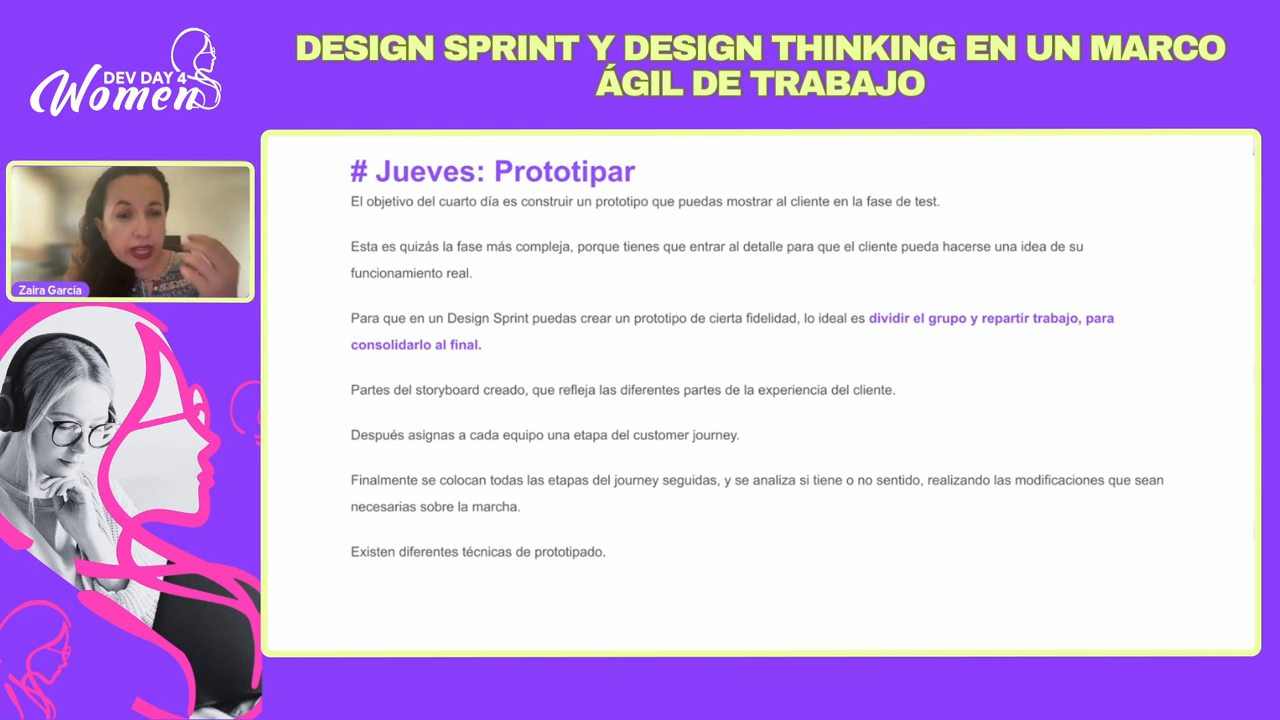 DEV DAY 4
Women
DESIGN SPRINT Y DESIGN THINKING EN UN MARCO
ÁGIL DE TRABAJO
Zaira García
# Jueves: Prototipar
El objetivo del cuarto día es construir un prototipo que puedas mostrar al cliente en la fase de test.
Esta es quizás la fase más compleja, porque tienes que entrar al detalle para que el cliente pueda hacerse una idea de su
funcionamiento real.
Para que en un Design Sprint puedas crear un prototipo de cierta fidelidad, lo ideal es dividir el grupo y repartir trabajo, para
consolidarlo al final.
Partes del storyboard creado, que refleja las diferentes partes de la experiencia del cliente.
Después asignas a cada equipo una etapa del customer journey.
Finalmente se colocan todas las etapas del journey seguidas, y se analiza si tiene o no sentido, realizando las modificaciones que sean
necesarias sobre la marcha.
Existen diferentes técnicas de prototipado.